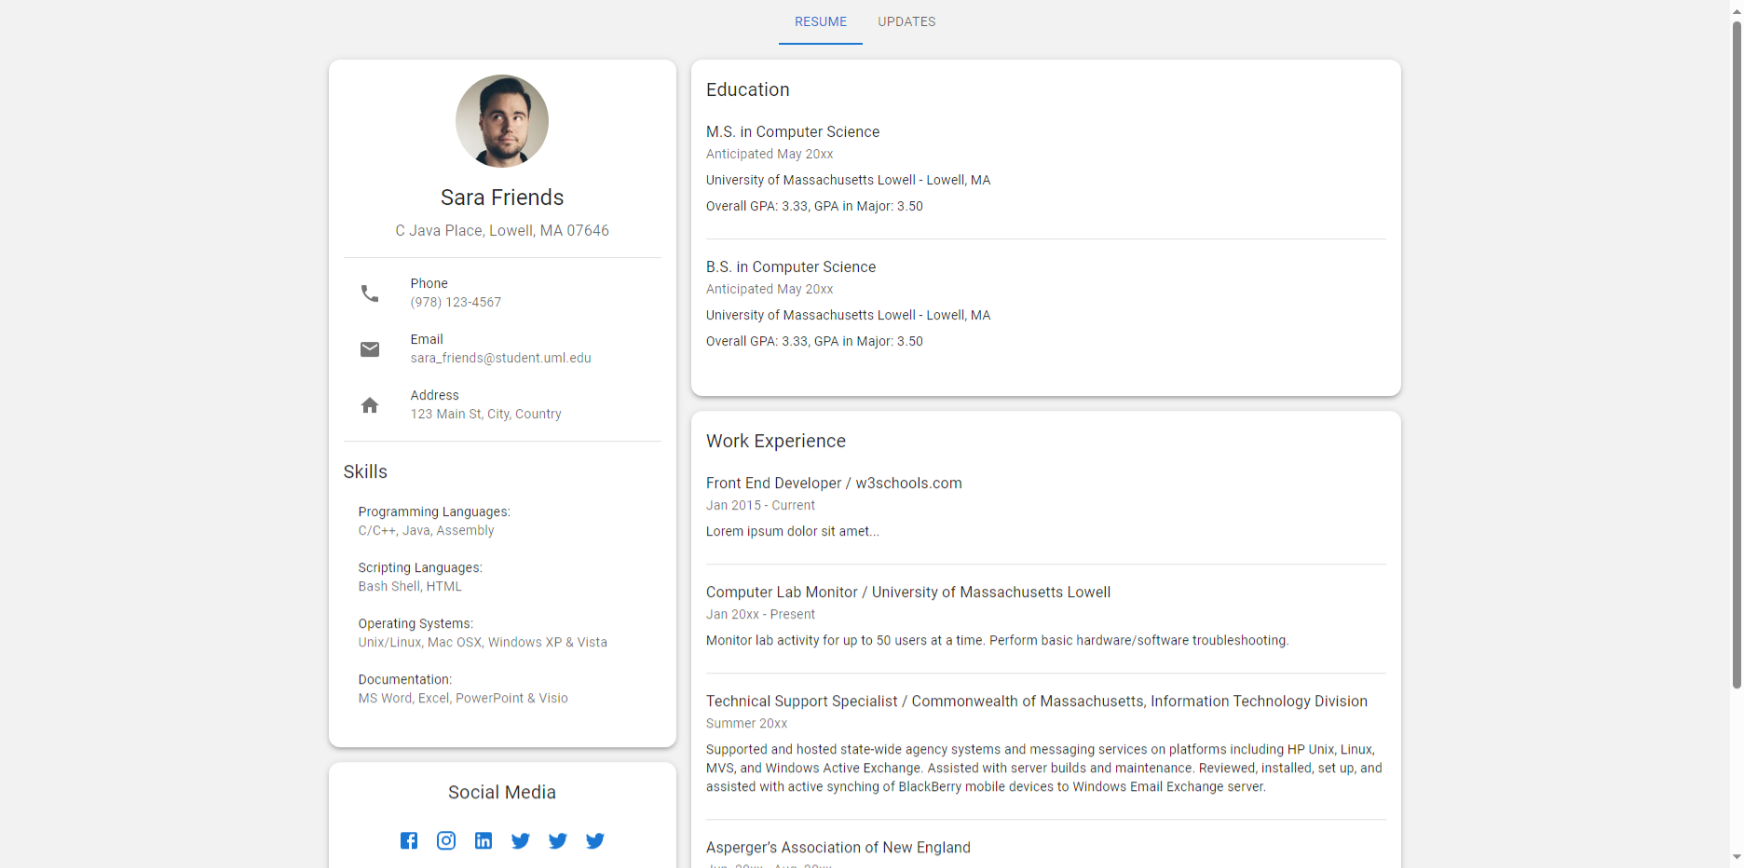 RESUME
UPDATES
Sara Friends
C Java Place, Lowell, MA 07646
Phone
(978) 123-4567
Email
sara_friends@student.uml.edu
Address
123 Main St, City, Country
Skills
Programming Languages:
C/C++, Java, Assembly
Scripting Languages:
Bash Shell, HTML
Operating Systems:
Unix/Linux, Mac OSX, Windows XP & Vista
Documentation:
MS Word, Excel, PowerPoint & Visio
Social Media
Education
M.S. in Computer Science
Anticipated May 20xx
University of Massachusetts Lowell - Lowell, MA
Overall GPA: 3.33, GPA in Major: 3.50
B.S. in Computer Science
Anticipated May 20xx
University of Massachusetts Lowell - Lowell, MA
Overall GPA: 3.33, GPA in Major: 3.50
Work Experience
Front End Developer / w3schools.com
Jan 2015 - Current
Lorem ipsum dolor sit amet...
Computer Lab Monitor / University of Massachusetts Lowell
Jan 20xx - Present
Monitor lab activity for up to 50 users at a time. Perform basic hardware/software troubleshooting.
Technical Support Specialist / Commonwealth of Massachusetts, Information Technology Division
Summer 20xx
Supported and hosted state-wide agency systems and messaging services on platforms including HP Unix, Linux,
MVS, and Windows Active Exchange. Assisted with server builds and maintenance. Reviewed, installed, set up, and
assisted with active synching of BlackBerry mobile devices to Windows Email Exchange server.
Asperger's Association of New England